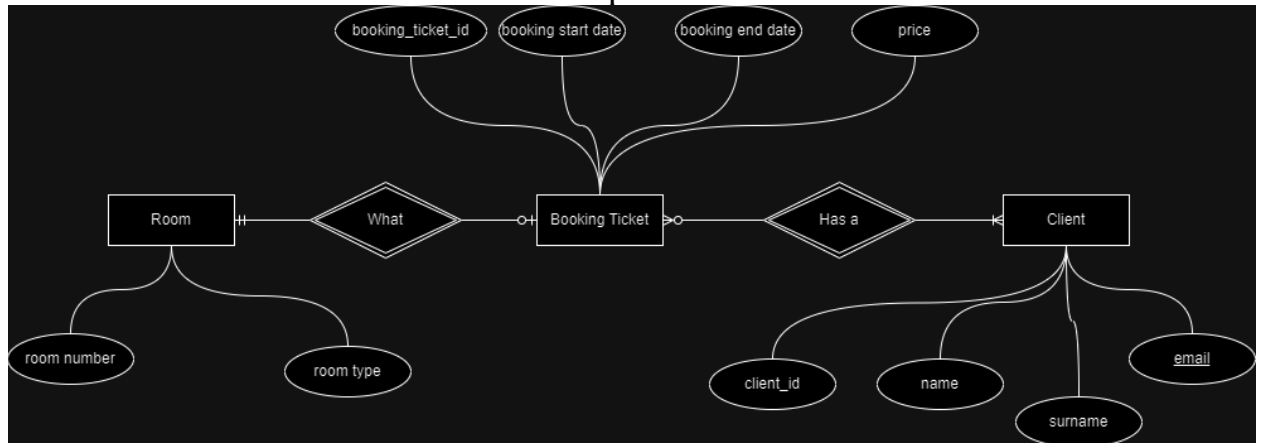 booking_ticket_id
booking start date
booking end date
price
Room
What
Booking Ticket
Has a
Client
room number
room type
client_id
name
surname
email